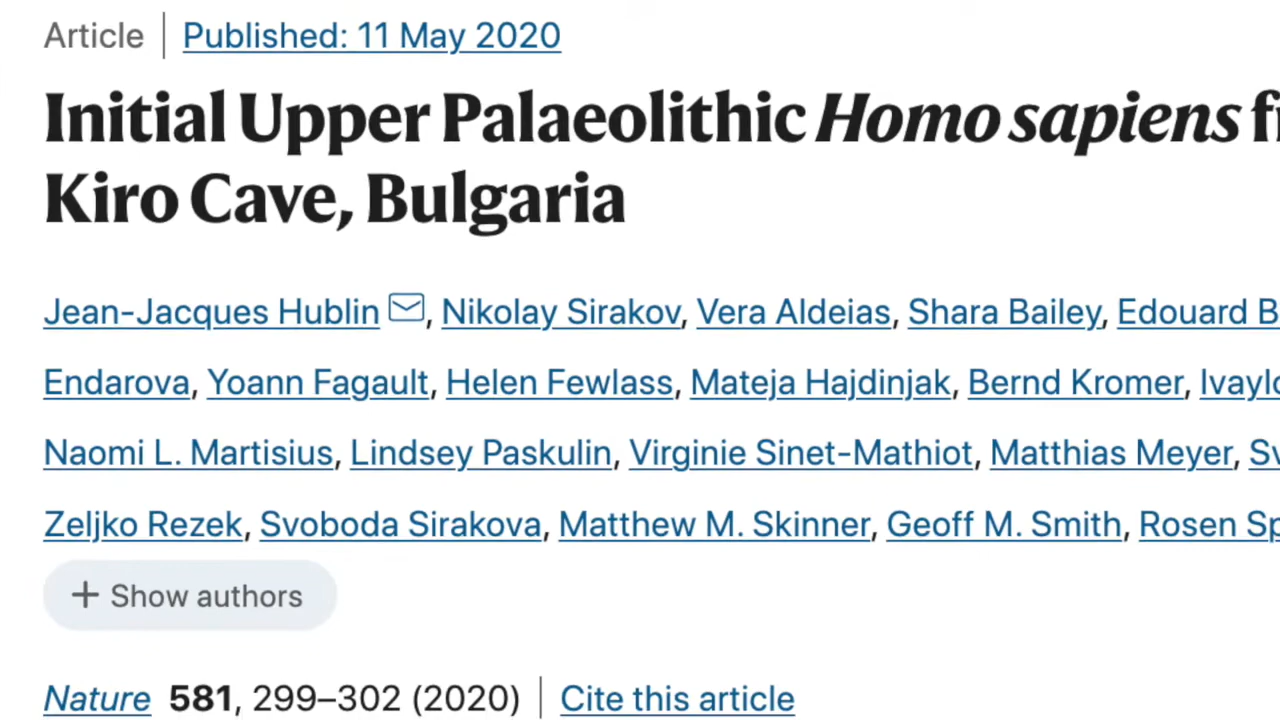 Article | Published: 11 May 2020
Initial Upper Palaeolithic Homo sapiens
Kiro Cave, Bulgaria
Jean-Jacques Hublin, Nikolay Sirakov, Vera Aldeias, Shara Bailey, Edouard B
Endarova, Yoann Fagault, Helen Fewlass, Mateja Hajdinjak, Bernd Kromer,
Naomi L. Martisius, Lindsey Paskulin, Virginie Sinet-Mathiot, Matthias Meyer,
Zeljko Rezek, Svoboda Sirakova, Matthew M. Skinner, Geoff M. Smith, Rosen
+ Show authors
Nature 581, 299–302 (2020) | Cite this article